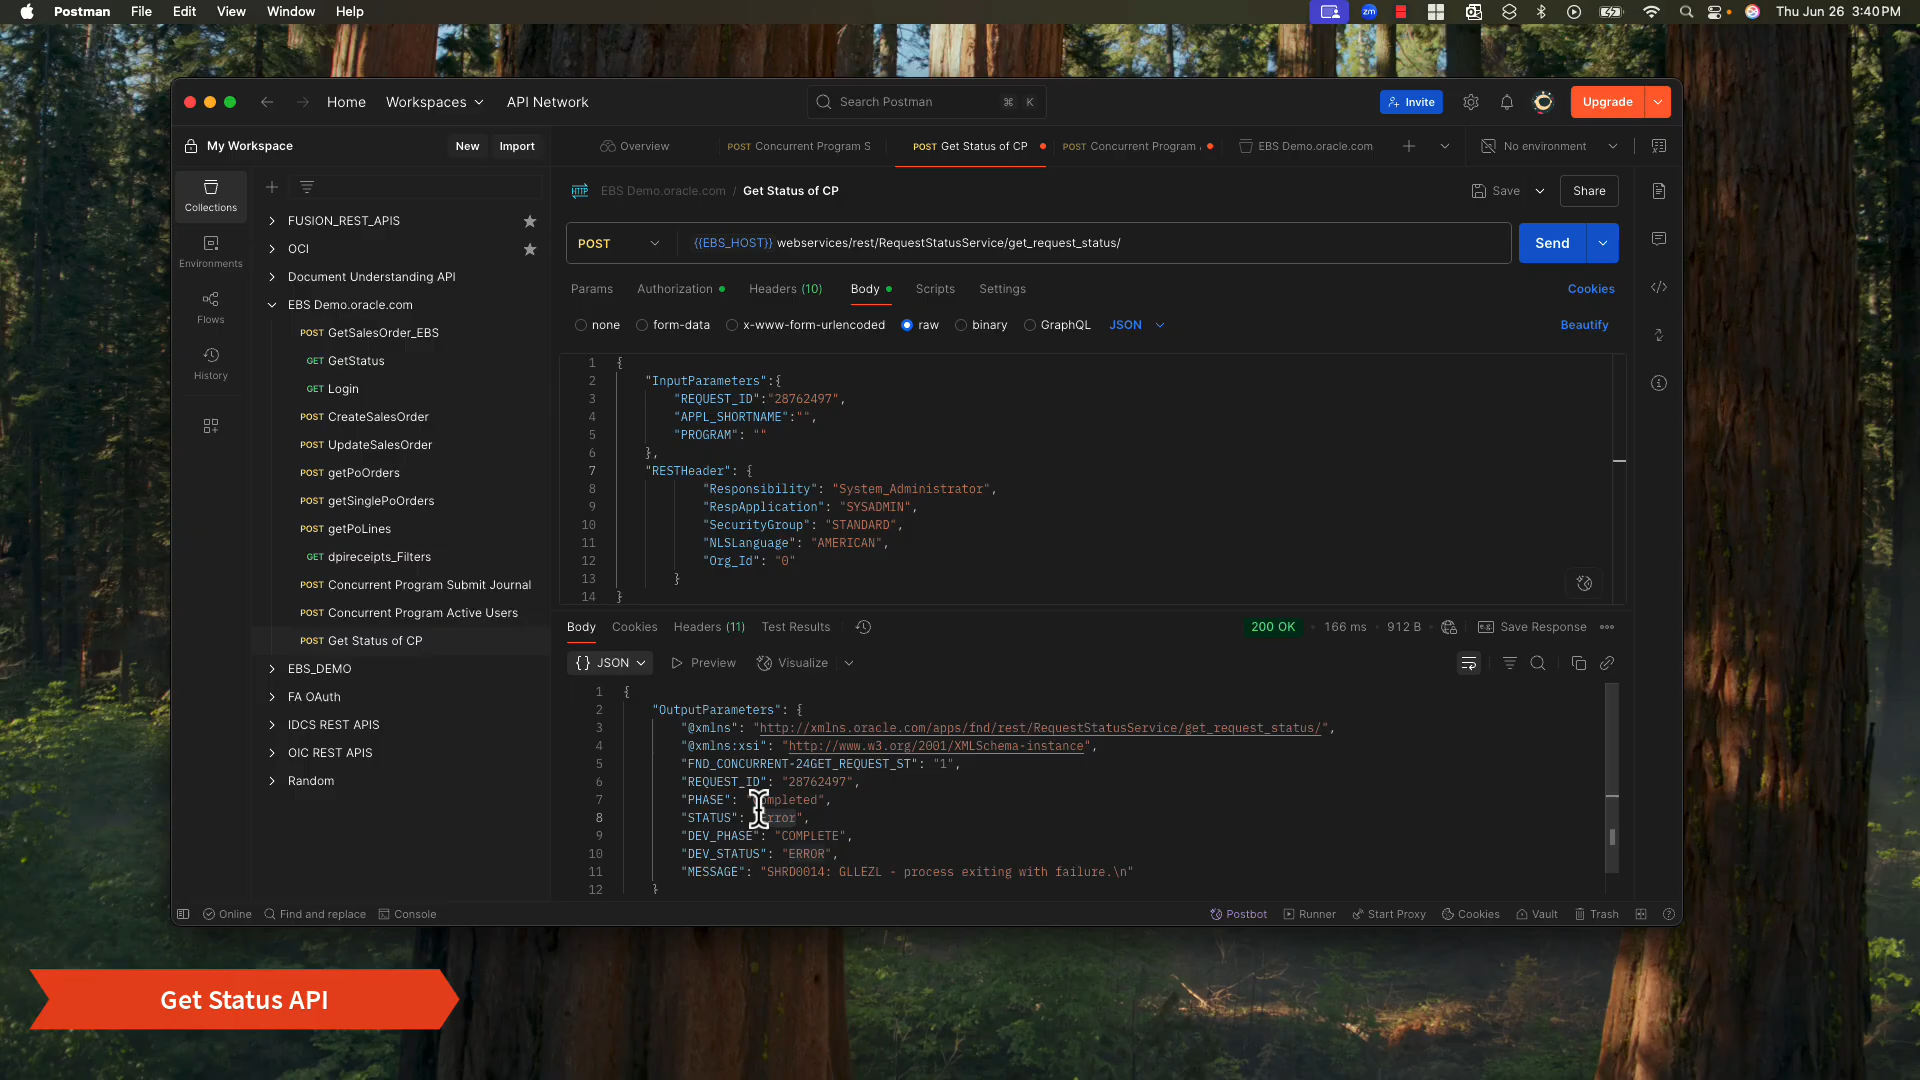 Postman File Edit View Window Help
zm
Thu Jun 26 3:40 PM
Home Workspaces API Network
Search Postman ⌘ K
Invite
Upgrade
My Workspace New Import
Overview POST Concurrent Program S POST Get Status of CP POST Concurrent Program EBS Demo.oracle.com No environment
Collections
Environments
Flows
History
FUSION_REST_APIS
OCI
Document Understanding API
EBS Demo.oracle.com
POST GetSalesOrder_EBS
GET GetStatus
GET Login
POST CreateSalesOrder
POST UpdateSalesOrder
POST getPoOrders
POST getSinglePoOrders
POST getPoLines
GET dpireceipts_Filters
POST Concurrent Program Submit Journal
POST Concurrent Program Active Users
POST Get Status of CP
EBS_DEMO
FA OAuth
IDCS REST APIS
OIC REST APIS
Random
HTTP EBS Demo.oracle.com / Get Status of CP Save Share
POST {{EBS_HOST}} webservices/rest/RequestStatusService/get_request_status/ Send
Params Authorization Headers (10) Body Scripts Settings Cookies
none form-data x-www-form-urlencoded raw binary GraphQL JSON Beautify
1 {
2 "InputParameters":{
3 "REQUEST_ID":"28762497",
4 "APPL_SHORTNAME":"",
5 "PROGRAM": ""
6 },
7 "RESTHeader": {
8 "Responsibility": "System_Administrator",
9 "RespApplication": "SYSADMIN",
10 "SecurityGroup": "STANDARD",
11 "NLSLanguage": "AMERICAN",
12 "Org_Id": "0"
13 }
14 }
Body Cookies Headers (11) Test Results 200 OK 166 ms 912 B Save Response
{} JSON Preview Visualize
1 {
2 "OutputParameters": {
3 "@xmlns": "http://xmlns.oracle.com/apps/fnd/rest/RequestStatusService/get_request_status/",
4 "@xmlns:xsi": "http://www.w3.org/2001/XMLSchema-instance",
5 "FND_CONCURRENT-24GET_REQUEST_ST": "1",
6 "REQUEST_ID": "28762497",
7 "PHASE": "Completed",
8 "STATUS": "Error",
9 "DEV_PHASE": "COMPLETE",
10 "DEV_STATUS": "ERROR",
11 "MESSAGE": "SHRD0014: GLLEZL - process exiting with failure.\n"
12 }
Online Find and replace Console Postbot Runner Start Proxy Cookies Vault Trash
Get Status API